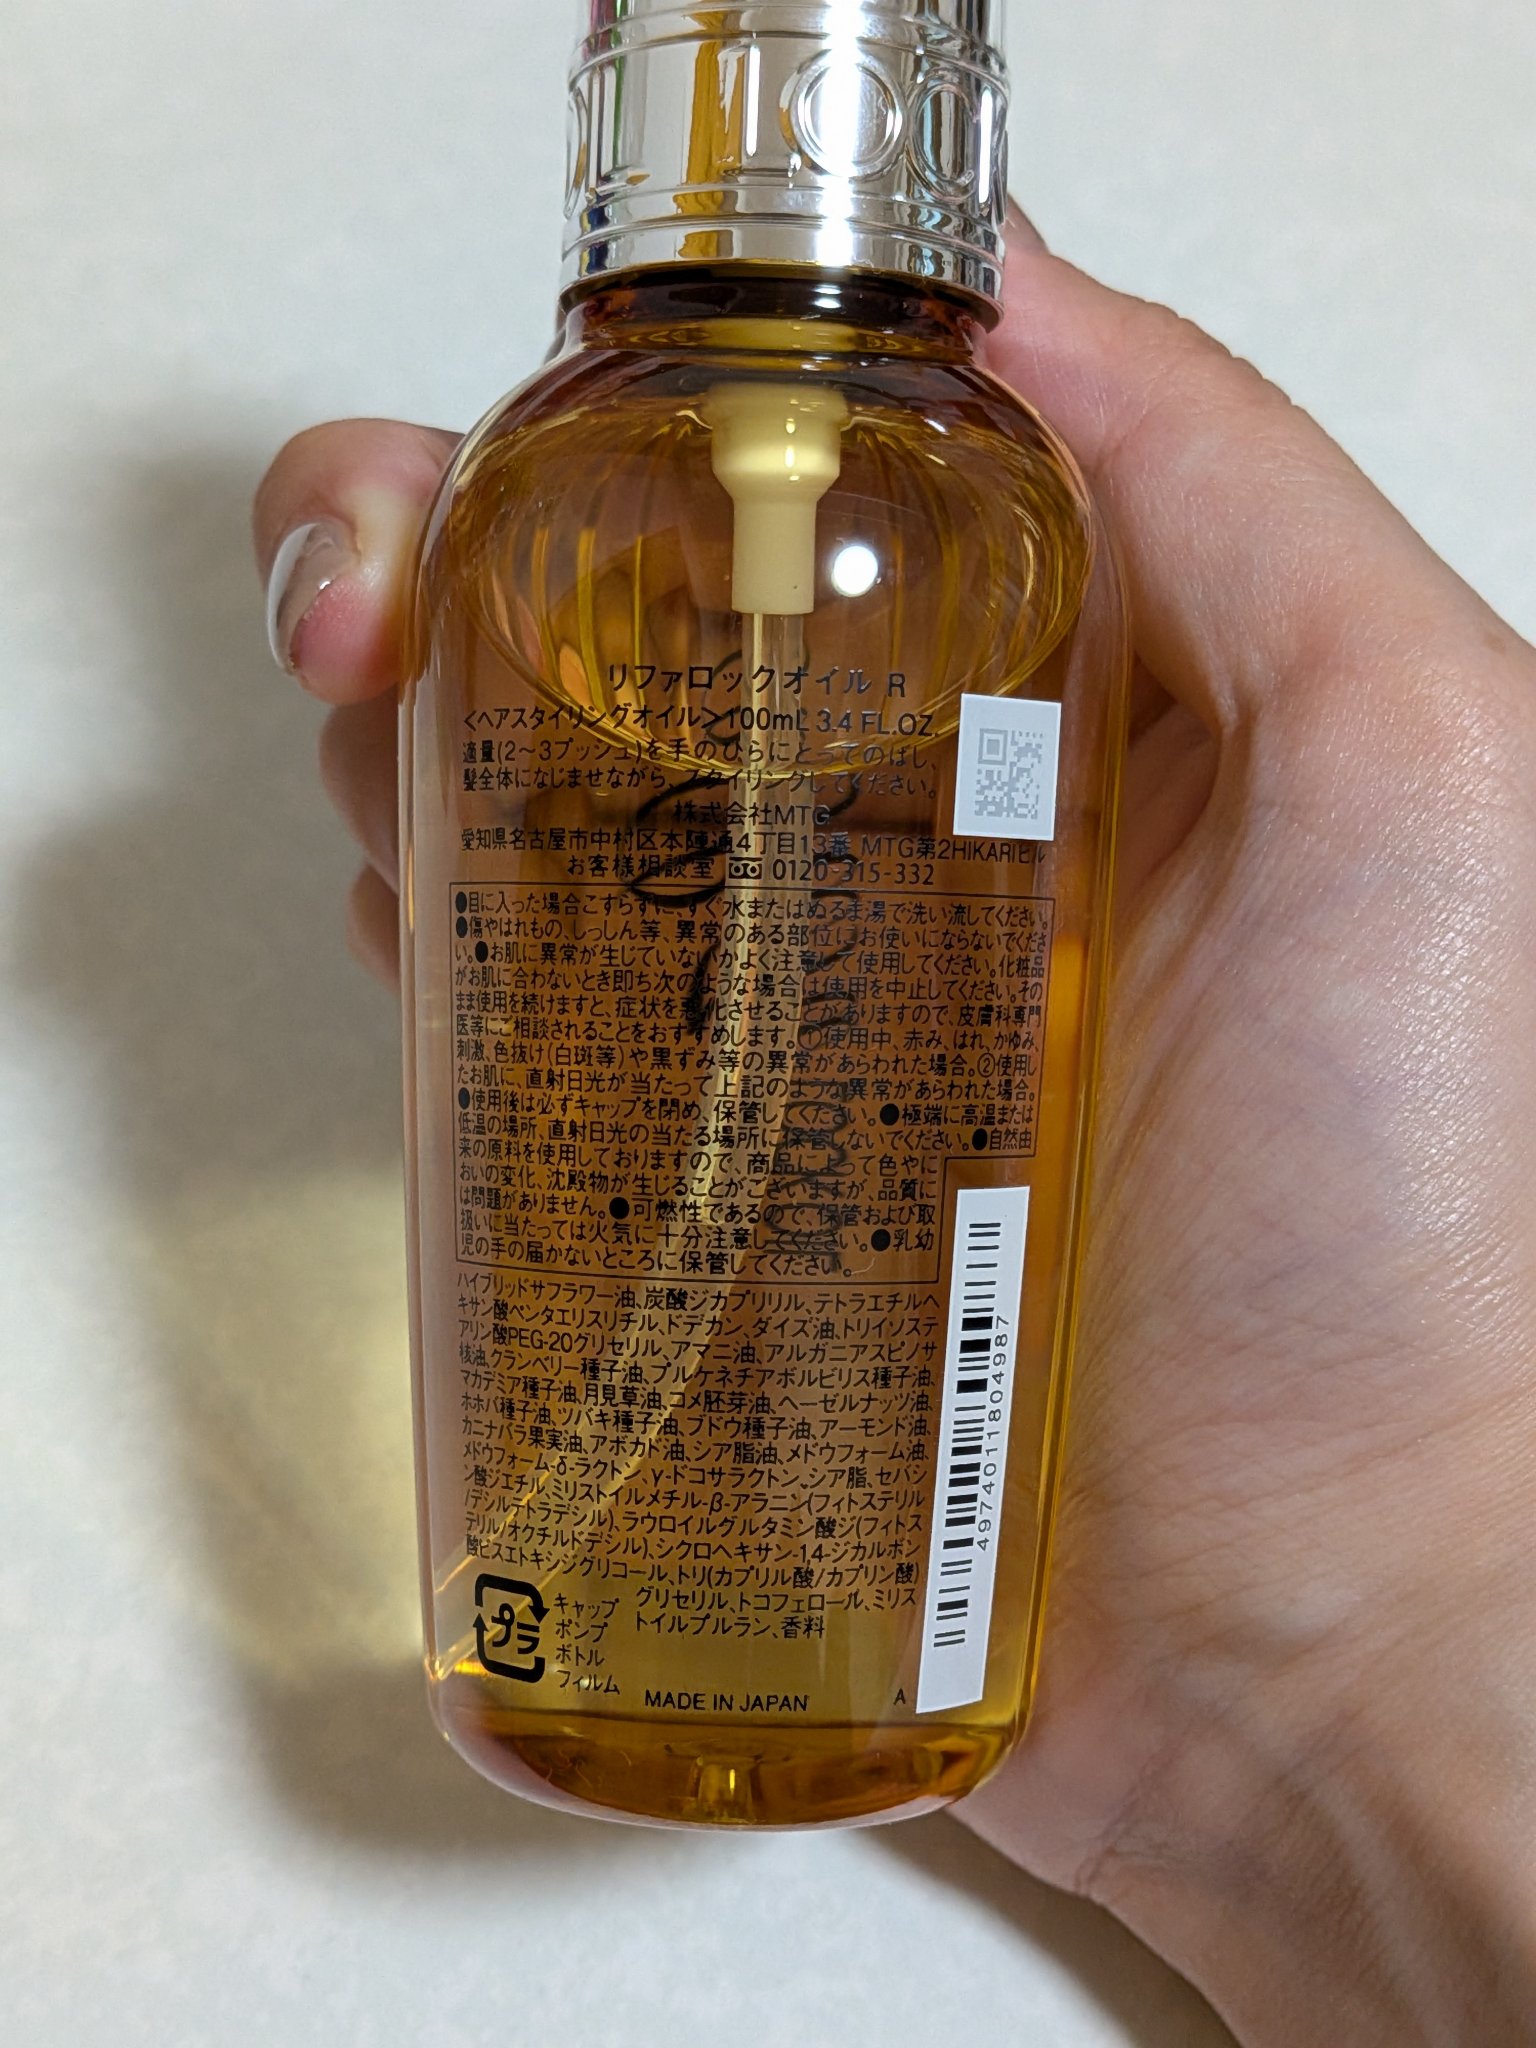 リファロックオイル R
<ヘアスタイリングオイル>100mL 3.4 FL.OZ.
適量(2～3プッシュ)を手のひらにとってのばし、
髪全体になじませながら、スタイリングしてください。
株式会社MTG
愛知県名古屋市中村区本陣通4丁目13番 MTG第2HIKARIビル
お客様相談室 0120-315-332
●目に入った場合こすらずに、すぐ水またはぬるま湯で洗い流してください。
●傷やはれもの、しっしん等、異常のある部位にお使いにならないでくださ
い。●お肌に異常が生じていないかよく注意して使用してください。化粧品
がお肌に合わないとき即ち次のような場合は使用を中止してください。その
まま使用を続けますと、症状を悪化させることがありますので、皮膚科専門
医等にご相談されることをおすすめします。①使用中、赤み、はれ、かゆみ、
刺激、色抜け(白斑等)や黒ずみ等の異常があらわれた場合。②使用し
たお肌に、直射日光が当たって上記のような異常があらわれた場合。
●使用後は必ずキャップを閉め、保管してください。●極端に高温または
低温の場所、直射日光の当たる場所に保管しないでください。●自然由
来の原料を使用しておりますので、商品によって色やに
おいの変化、沈殿物が生じることがございますが、品質に
は問題がありません。●可燃性であるので、保管および取
扱いに当たっては火気に十分注意してください。●乳幼
児の手の届かないところに保管してください。
ハイブリッドサフラワー油、炭酸ジカプリリル、テトラエチルヘ
キサン酸ペンタエリスリチル、ドデカン、ダイズ油、トリイソステ
アリン酸PEG-20グリセリル、アマニ油、アルガニアスピノサ
核油、クランベリー種子油、プルケネチアボルビリス種子油、
マカデミア種子油、月見草油、コメ胚芽油、ヘーゼルナッツ油、
ホホバ種子油、ツバキ種子油、ブドウ種子油、アーモンド油、
カニナバラ果実油、アボカド油、シア脂油、メドウフォーム油、
メドウフォーム-δ-ラクトン、γ-ドコサラクトン、シア脂、セバシ
ン酸ジエチル、ミリストイルメチル-β-アラニン(フィトステリル
/デシルテトラデシル)、ラウロイルグルタミン酸ジ(フィトス
テリル/オクチルドデシル)、シクロヘキサン-1,4-ジカルボン
酸ビスエトキシジグリコール、トリ(カプリル酸/カプリン酸)
グリセリル、トコフェロール、ミリス
トイルプルラン、香料
プラ
キャップ
ポンプ
ボトル
フィルム
MADE IN JAPAN
A
4974011804987